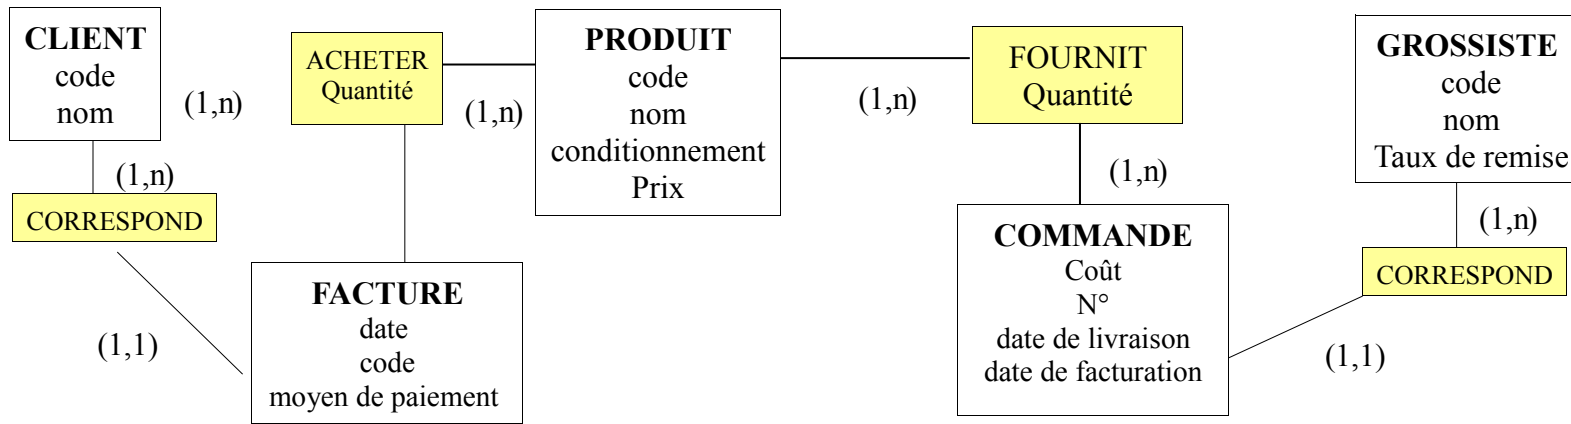 CLIENT
code
nom
(1,n)
(1,n)
CORRESPOND
(1,1)
ACHETER
Quantité
(1,n)
FACTURE
date
code
moyen de paiement
PRODUIT
code
nom
conditionnement
Prix
(1,n)
FOURNIT
Quantité
(1,n)
COMMANDE
Coût
N°
date de livraison
date de facturation
GROSSISTE
code
nom
Taux de remise
(1,n)
CORRESPOND
(1,1)